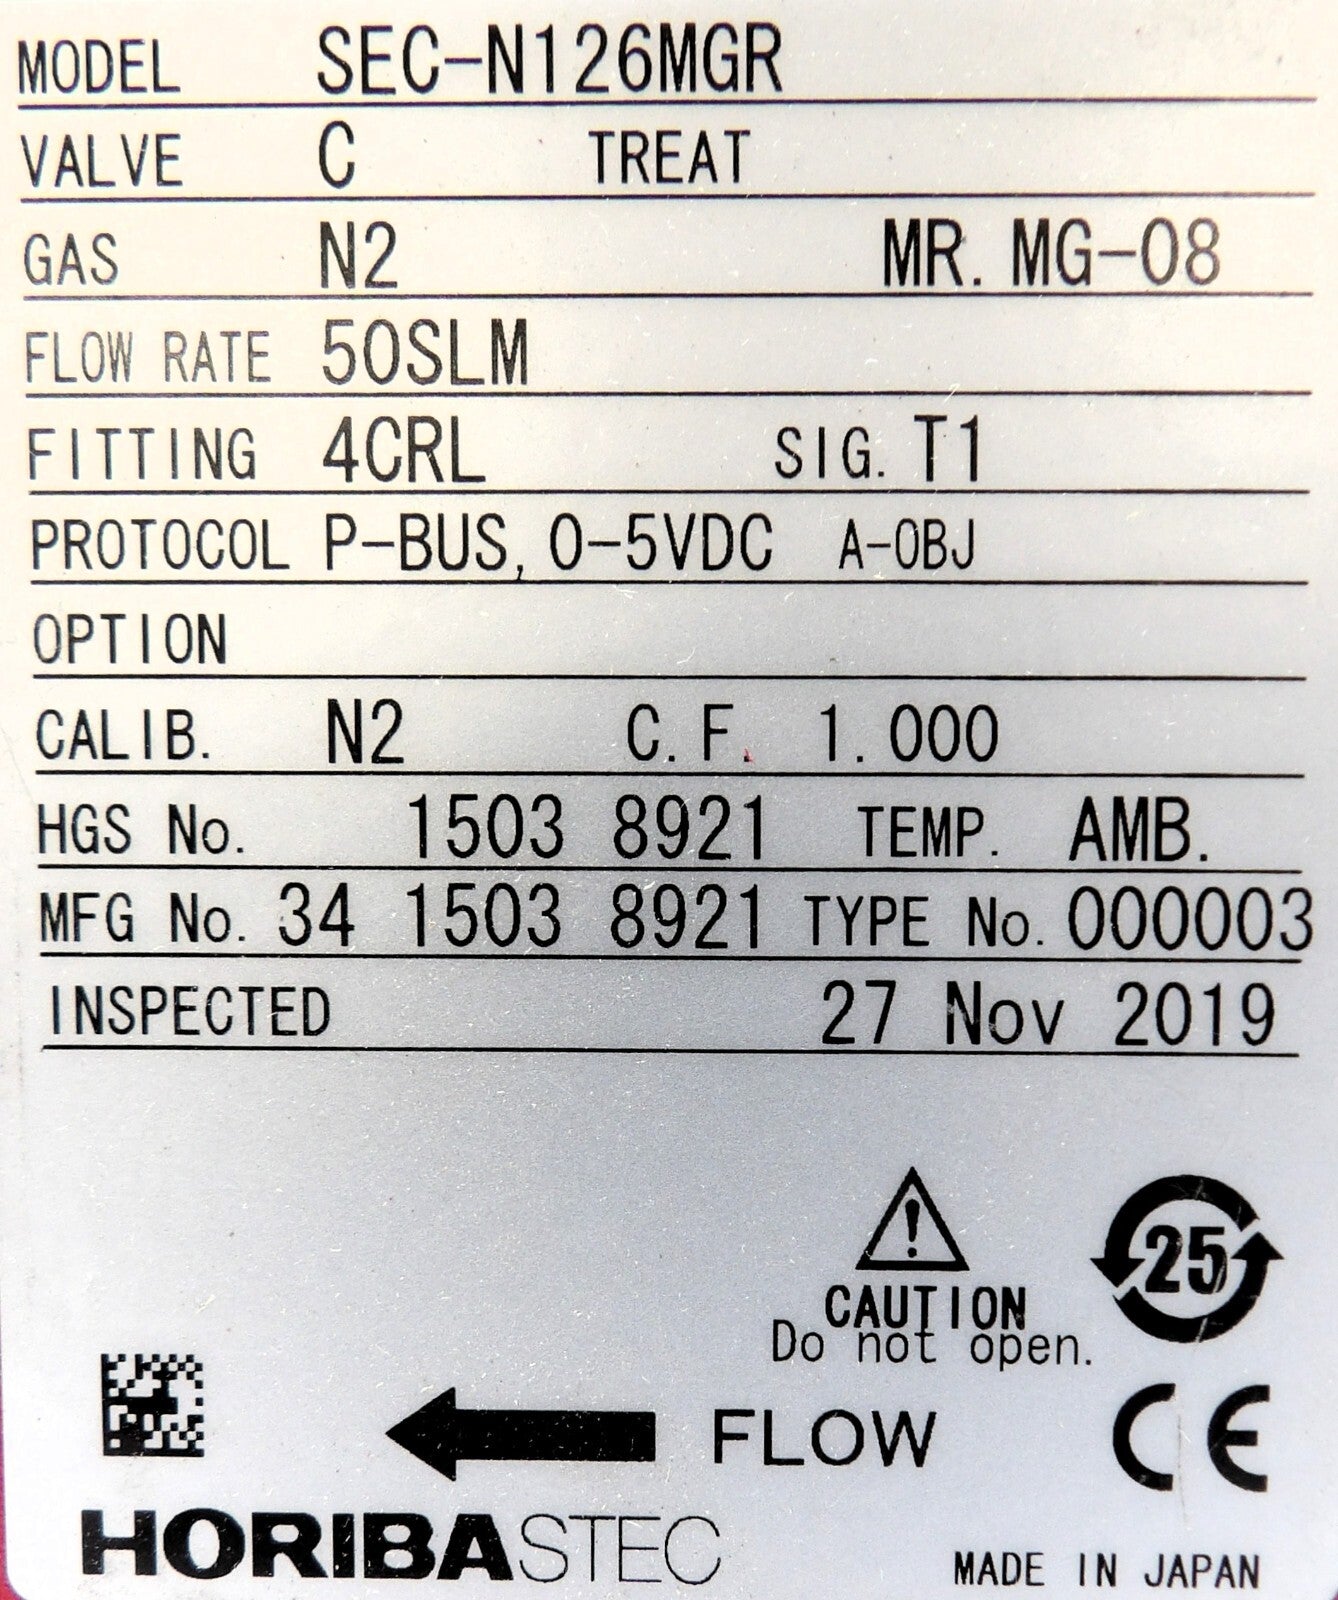 MODEL SEC-N126MGR
VALVE C TREAT
GAS N2 MR. MG-08
FLOW RATE 50SLM
FITTING 4CRL SIG. T1
PROTOCOL P-BUS, 0-5VDC A-OBJ
OPTION
CALIB. N2 C.F. 1.000
HGS No. 1503 8921 TEMP. AMB.
MFG No. 34 1503 8921 TYPE No. 000003
INSPECTED 27 Nov 2019
25
CAUTION
Do not open.
FLOW CE
HORIBASTEC
MADE IN JAPAN